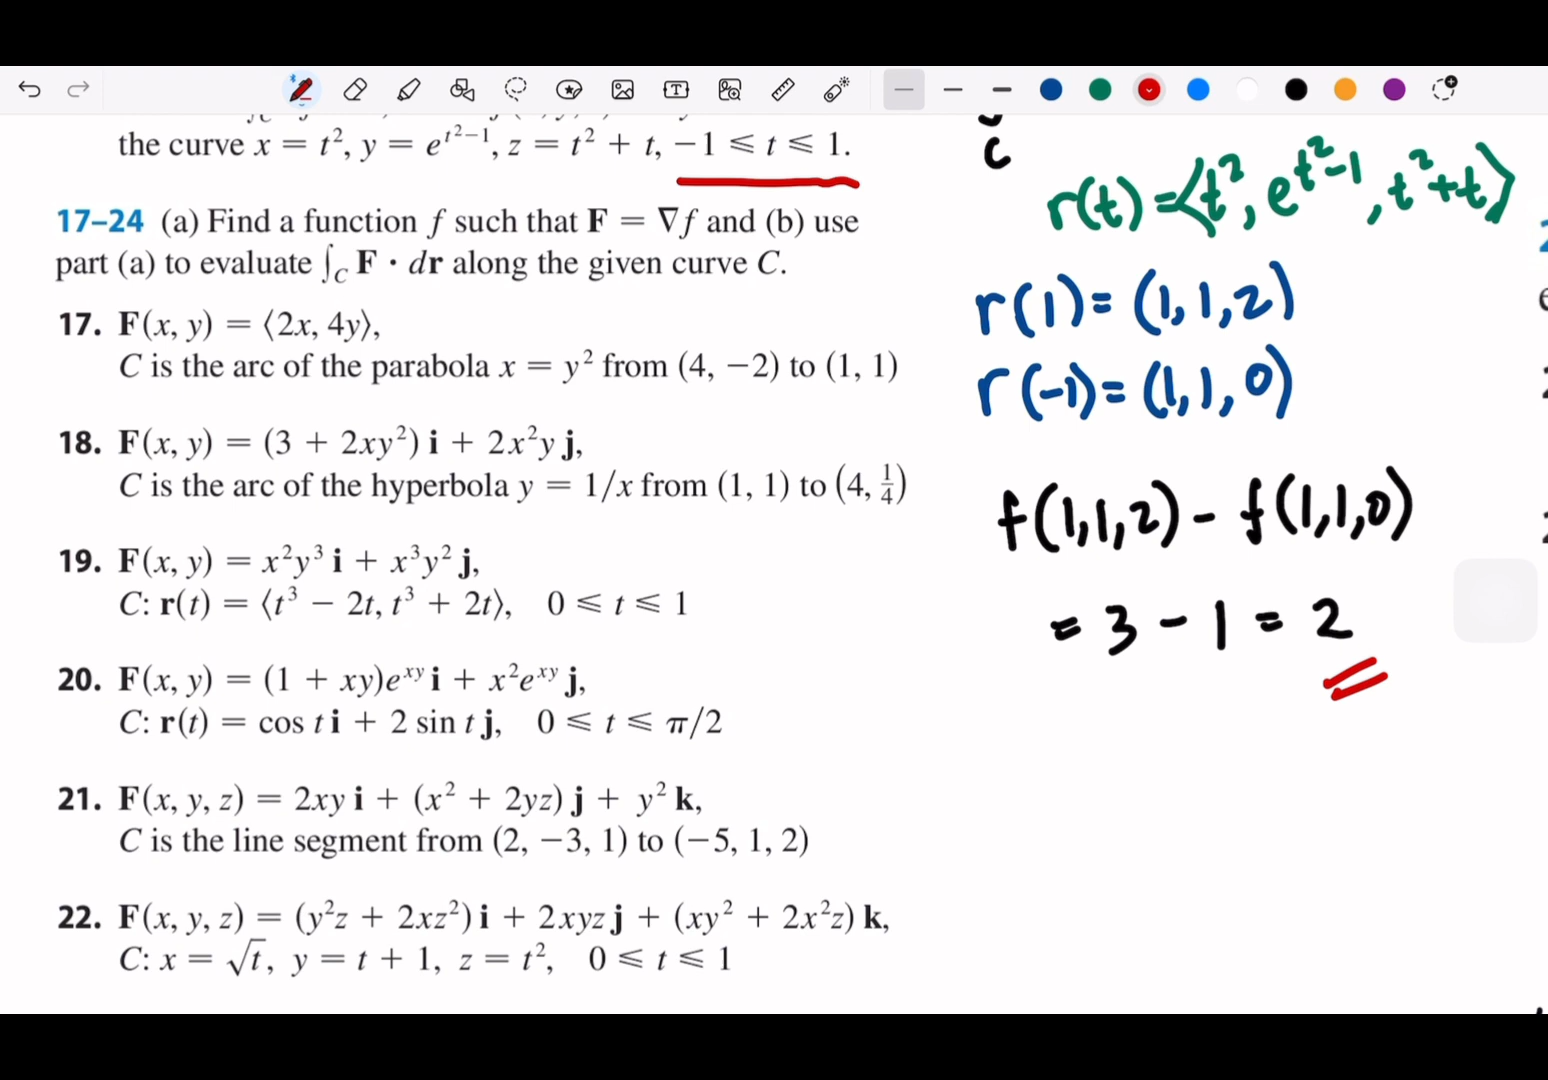 the curve x = t², y = e^(t²−1), z = t² + t, −1 ⩽ t ⩽ 1.
17–24 (a) Find a function f such that F = ∇f and (b) use
part (a) to evaluate ∫_C F · dr along the given curve C.
17. F(x, y) = ⟨2x, 4y⟩,
C is the arc of the parabola x = y² from (4, −2) to (1, 1)
18. F(x, y) = (3 + 2xy²) i + 2x²y j,
C is the arc of the hyperbola y = 1/x from (1, 1) to (4, 1/4)
19. F(x, y) = x²y³ i + x³y² j,
C: r(t) = ⟨t³ − 2t, t³ + 2t⟩, 0 ⩽ t ⩽ 1
20. F(x, y) = (1 + xy)e^(xy) i + x²e^(xy) j,
C: r(t) = cos t i + 2 sin t j, 0 ⩽ t ⩽ π/2
21. F(x, y, z) = 2xy i + (x² + 2yz) j + y² k,
C is the line segment from (2, −3, 1) to (−5, 1, 2)
22. F(x, y, z) = (y²z + 2xz²) i + 2xyz j + (xy² + 2x²z) k,
C: x = √t, y = t + 1, z = t², 0 ⩽ t ⩽ 1
C
r(t) = ⟨t², e^(t²-1), t²+t⟩
r(1) = (1, 1, 2)
r(-1) = (1, 1, 0)
f(1,1,2) - f(1,1,0)
= 3 - 1 = 2